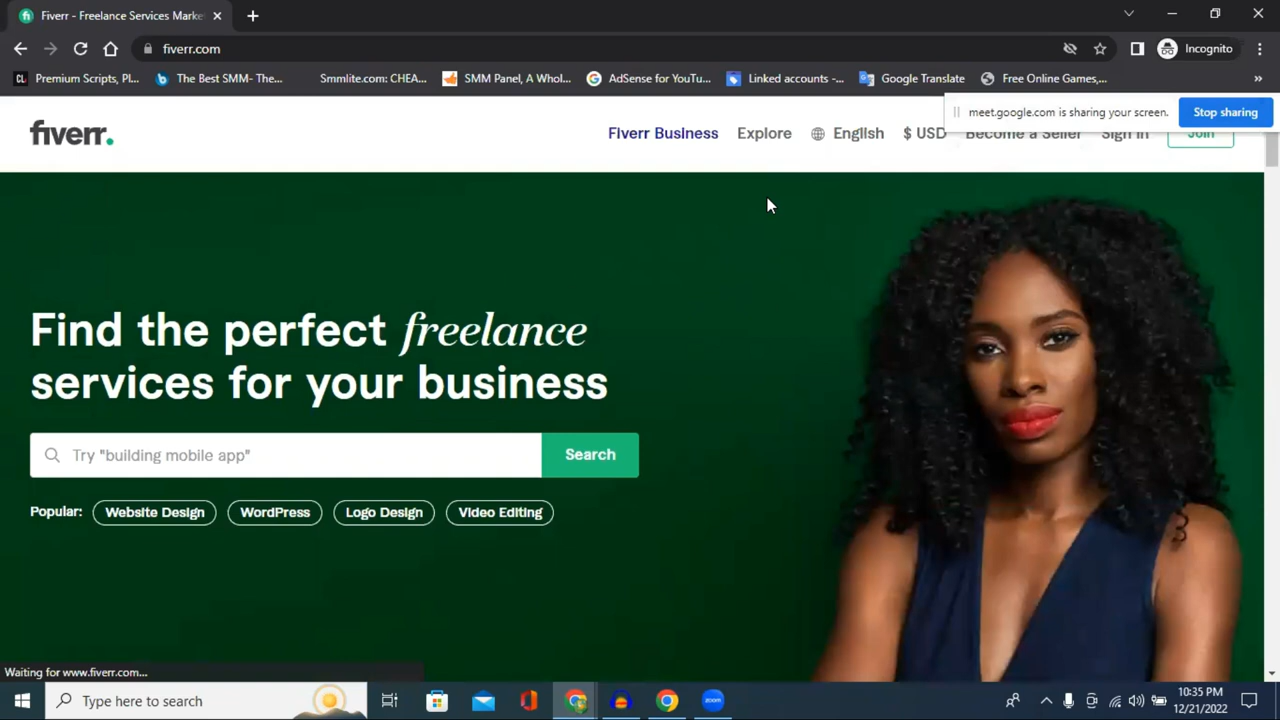 Fiverr - Freelance Services Marke
fiverr.com
Incognito
Premium Scripts, Pl...
The Best SMM- The...
Smmlite.com: CHEA...
SMM Panel, A Whol...
AdSense for YouTu...
Linked accounts -...
Google Translate
Free Online Games,...
»
meet.google.com is sharing your screen.
Stop sharing
fiverr.
Fiverr Business
Explore
English
$ USD
Become a Seller
Sign in
Join
Find the perfect freelance
services for your business
Try "building mobile app"
Search
Popular:
Website Design
WordPress
Logo Design
Video Editing
Waiting for www.fiverr.com...
Type here to search
zoom
10:35 PM
12/21/2022